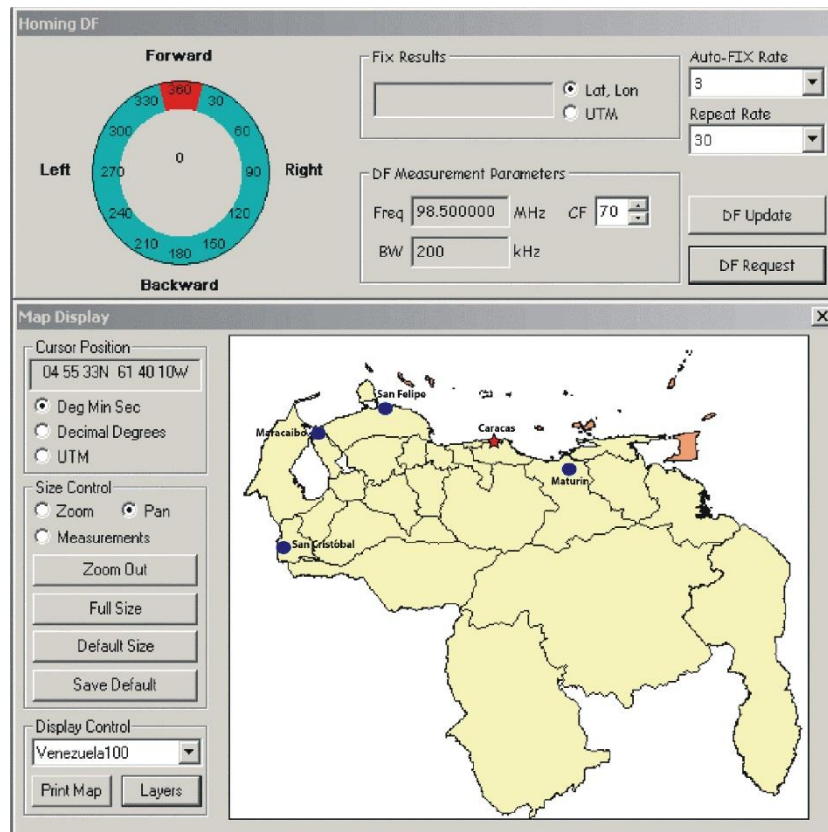 Homing DF
Forward
330 360 30
300 60
Left 270 0 90 Right
240 120
210 180 150
Backward
Fix Results
Lat, Lon
UTM
Auto-FIX Rate
3
Repeat Rate
30
DF Measurement Parameters
Freq 98.500000 MHz CF 70
BW 200 kHz
DF Update
DF Request
Map Display
Cursor Position
04 55 33N 61 40 10W
Deg Min Sec
Decimal Degrees
UTM
Size Control
Zoom Pan
Measurements
Zoom Out
Full Size
Default Size
Save Default
Display Control
Venezuela100
Print Map Layers
San Felipe
Maracaibo
Caracas
Maturin
San Cristóbal